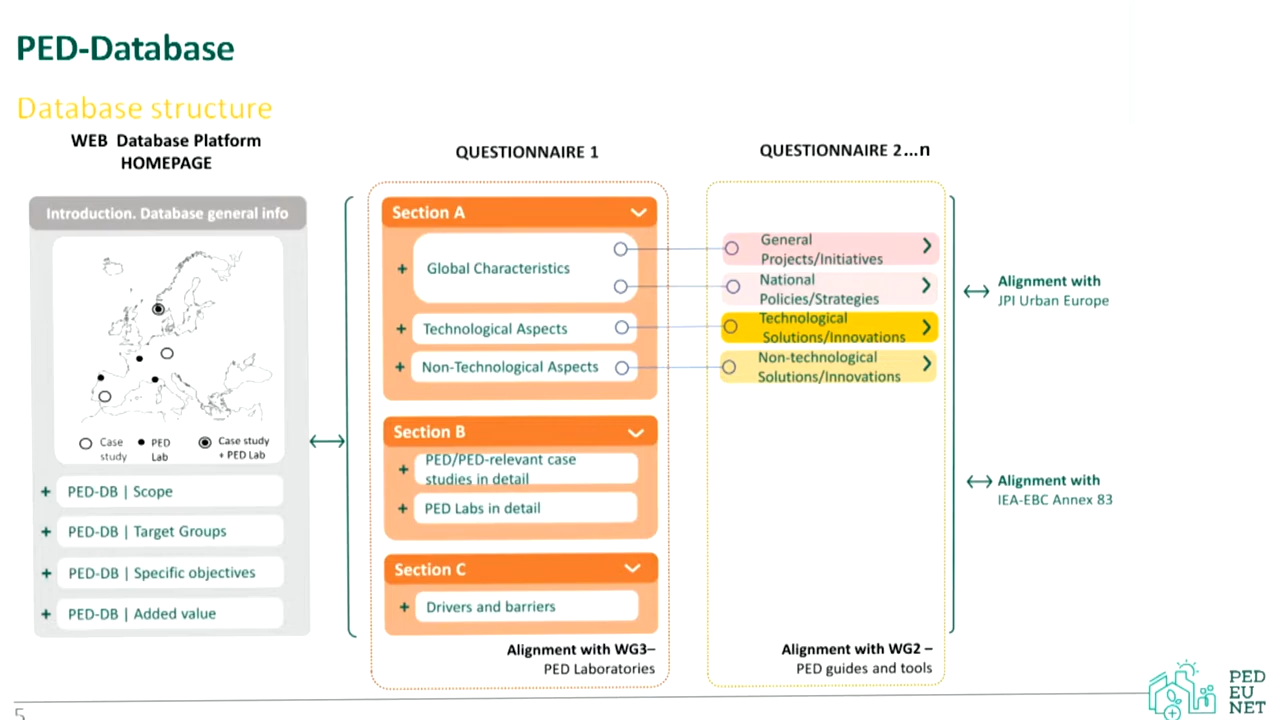 PED-Database
Database structure
WEB Database Platform
HOMEPAGE
Introduction. Database general info
Case
study
PED
Lab
Case study
+ PED Lab
+ PED-DB | Scope
+ PED-DB | Target Groups
+ PED-DB | Specific objectives
+ PED-DB | Added value
QUESTIONNAIRE 1
Section A
+ Global Characteristics
+ Technological Aspects
+ Non-Technological Aspects
Section B
+ PED/PED-relevant case
studies in detail
+ PED Labs in detail
Section C
+ Drivers and barriers
Alignment with WG3–
PED Laboratories
QUESTIONNAIRE 2...n
General
Projects/Initiatives
National
Policies/Strategies
Technological
Solutions/Innovations
Non-technological
Solutions/Innovations
Alignment with WG2 –
PED guides and tools
Alignment with
JPI Urban Europe
Alignment with
IEA-EBC Annex 83
5
PED
EU
NET